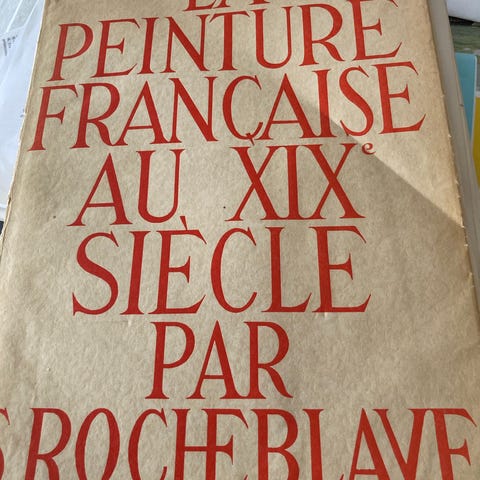 LA
PEINTURE
FRANÇAISE
AU XIXe
SIÈCLE
PAR
S. ROCHEBLAVE